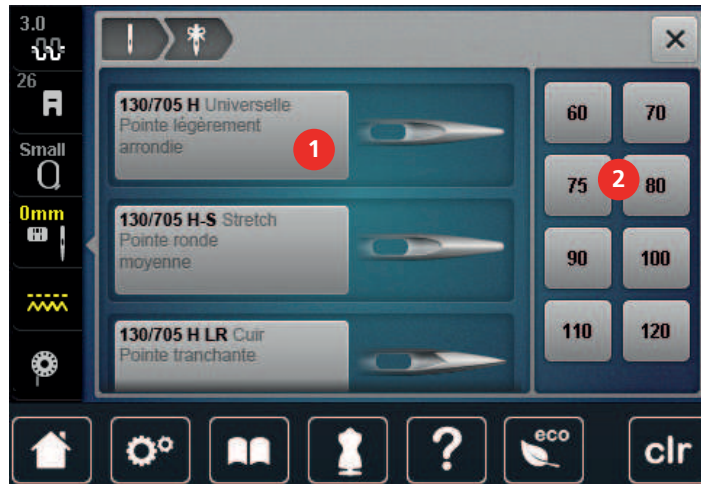 3.0
26
Small
0mm
130/705 H Universelle
Pointe légèrement
arrondie
1
130/705 H-S Stretch
Pointe ronde
moyenne
130/705 H LR Cuir
Pointe tranchante
60 70
75 2 80
90 100
110 120
? eco clr